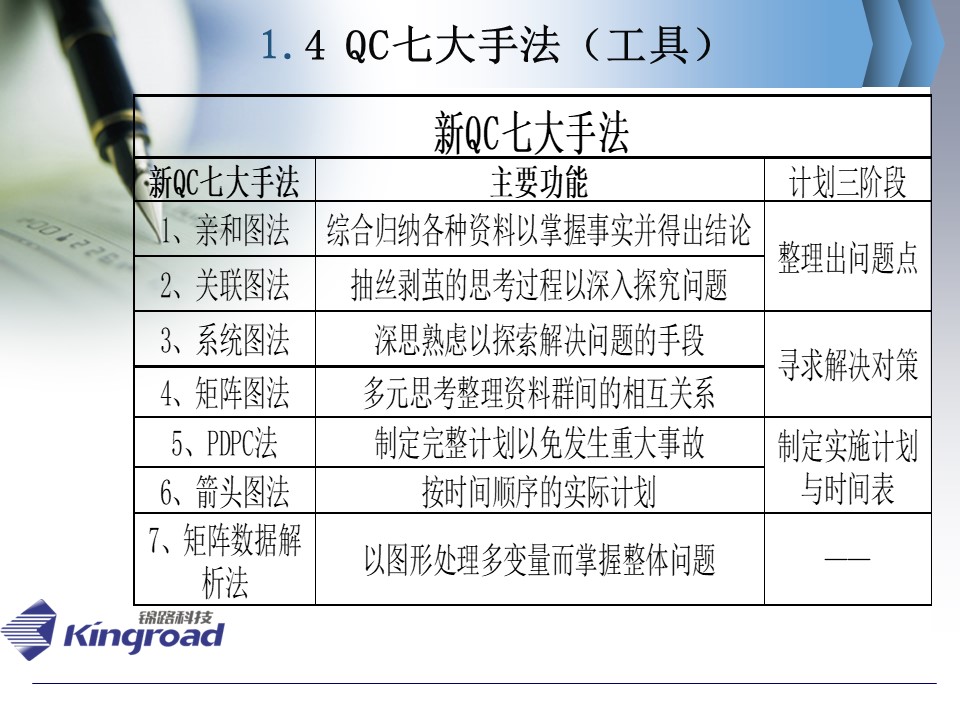 1.4 QC七大手法（工具）
新QC七大手法
新QC七大手法 主要功能 计划三阶段
1、亲和图法 综合归纳各种资料以掌握事实并得出结论
整理出问题点
2、关联图法 抽丝剥茧的思考过程以深入探究问题
3、系统图法 深思熟虑以探索解决问题的手段
寻求解决对策
4、矩阵图法 多元思考整理资料群间的相互关系
5、PDPC法 制定完整计划以免发生重大事故
制定实施计划
与时间表
6、箭头图法 按时间顺序的实际计划
7、矩阵数据解
析法
以图形处理多变量而掌握整体问题 ——
锦路科技
Kingroad